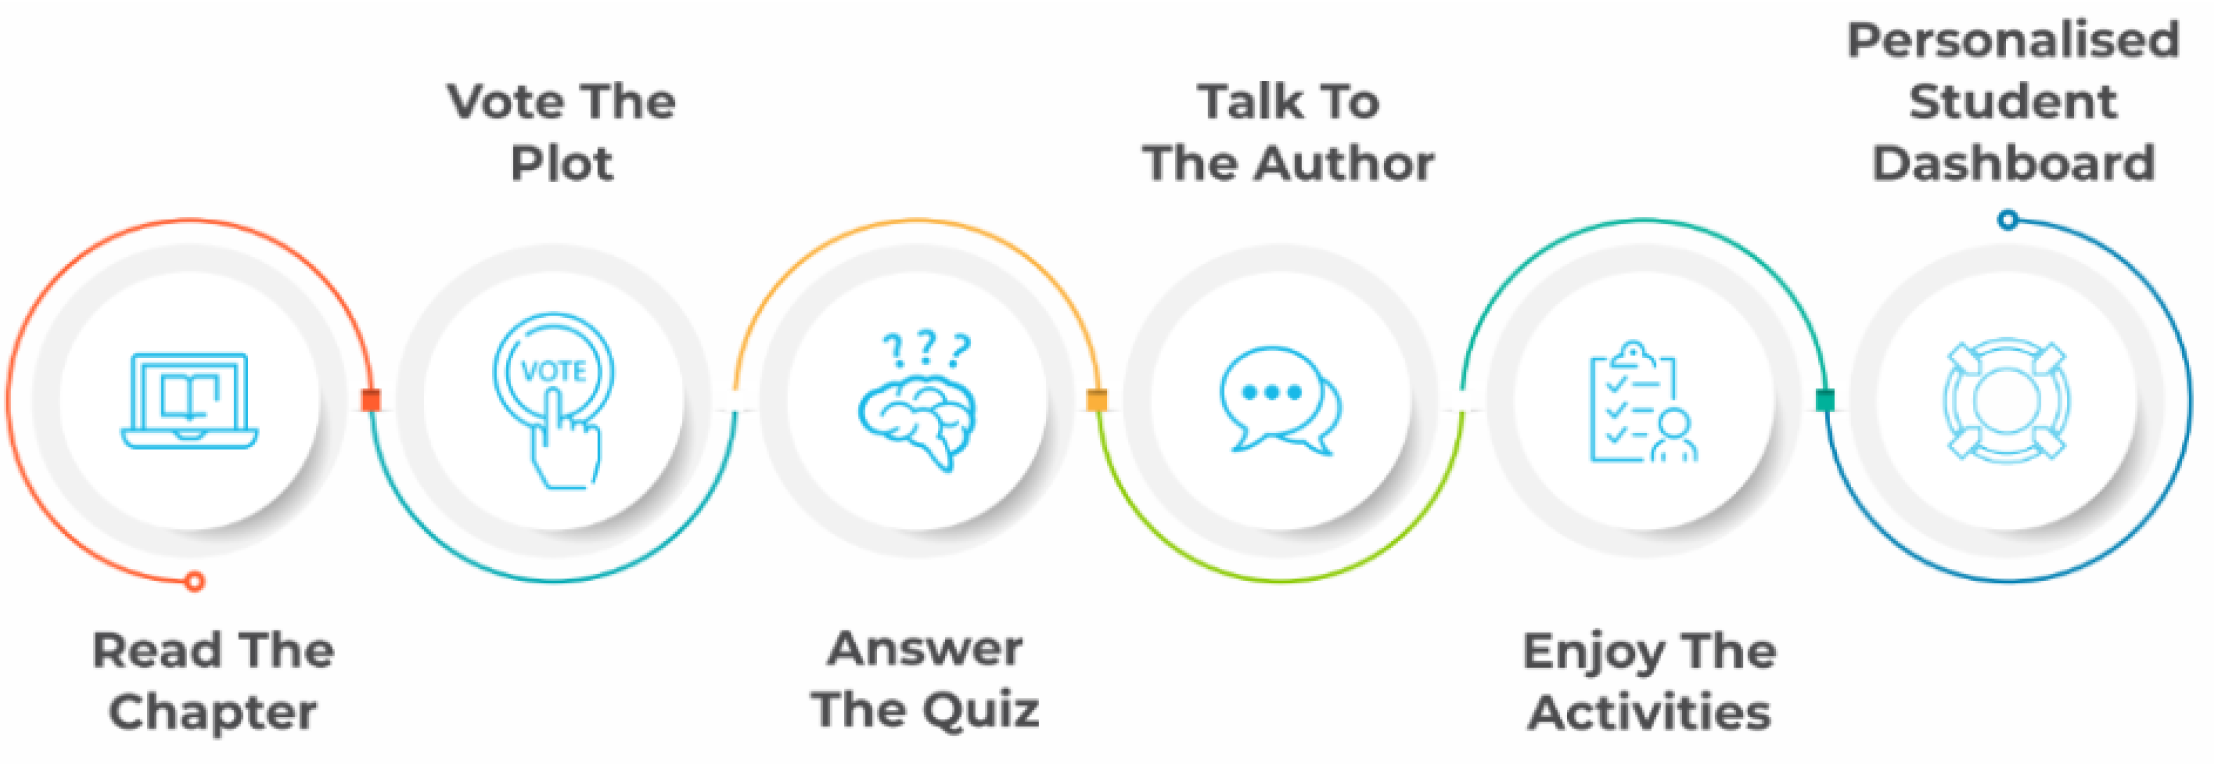 Read The
Chapter
Vote The
Plot
VOTE
???
Answer
The Quiz
Talk To
The Author
Enjoy The
Activities
Personalised
Student
Dashboard